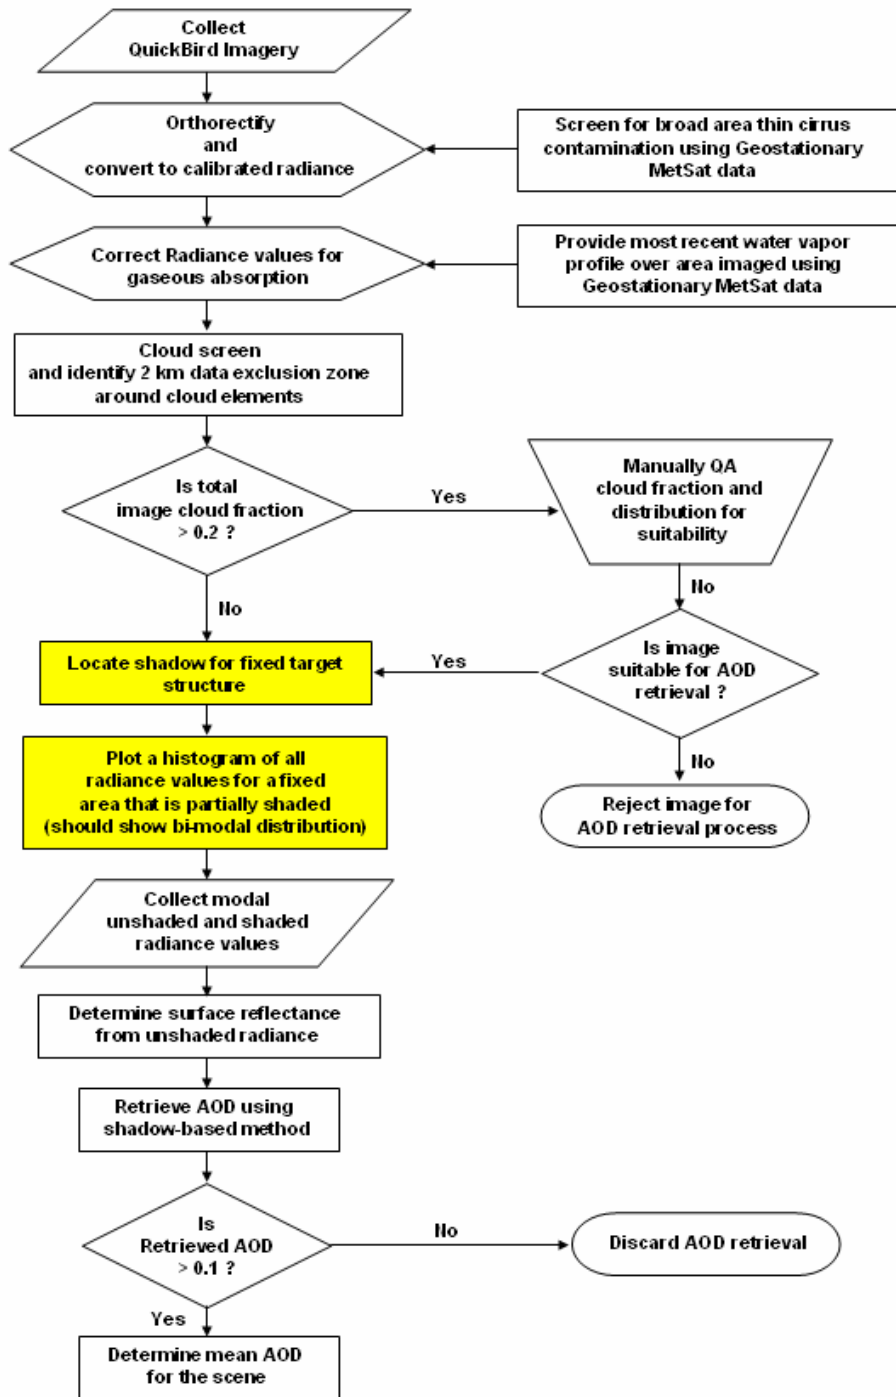 Collect
QuickBird Imagery
Orthorectify
and
convert to calibrated radiance
Screen for broad area thin cirrus
contamination using Geostationary
MetSat data
Correct Radiance values for
gaseous absorption
Provide most recent water vapor
profile over area imaged using
Geostationary MetSat data
Cloud screen
and identify 2 km data exclusion zone
around cloud elements
Is total
image cloud fraction
> 0.2 ?
Yes
Manually QA
cloud fraction and
distribution for
suitability
No
No
Locate shadow for fixed target
structure
Yes
Is image
suitable for AOD
retrieval ?
No
Plot a histogram of all
radiance values for a fixed
area that is partially shaded
(should show bi-modal distribution)
Reject image for
AOD retrieval process
Collect modal
unshaded and shaded
radiance values
Determine surface reflectance
from unshaded radiance
Retrieve AOD using
shadow-based method
Is
Retrieved AOD
> 0.1 ?
No
Discard AOD retrieval
Yes
Determine mean AOD
for the scene